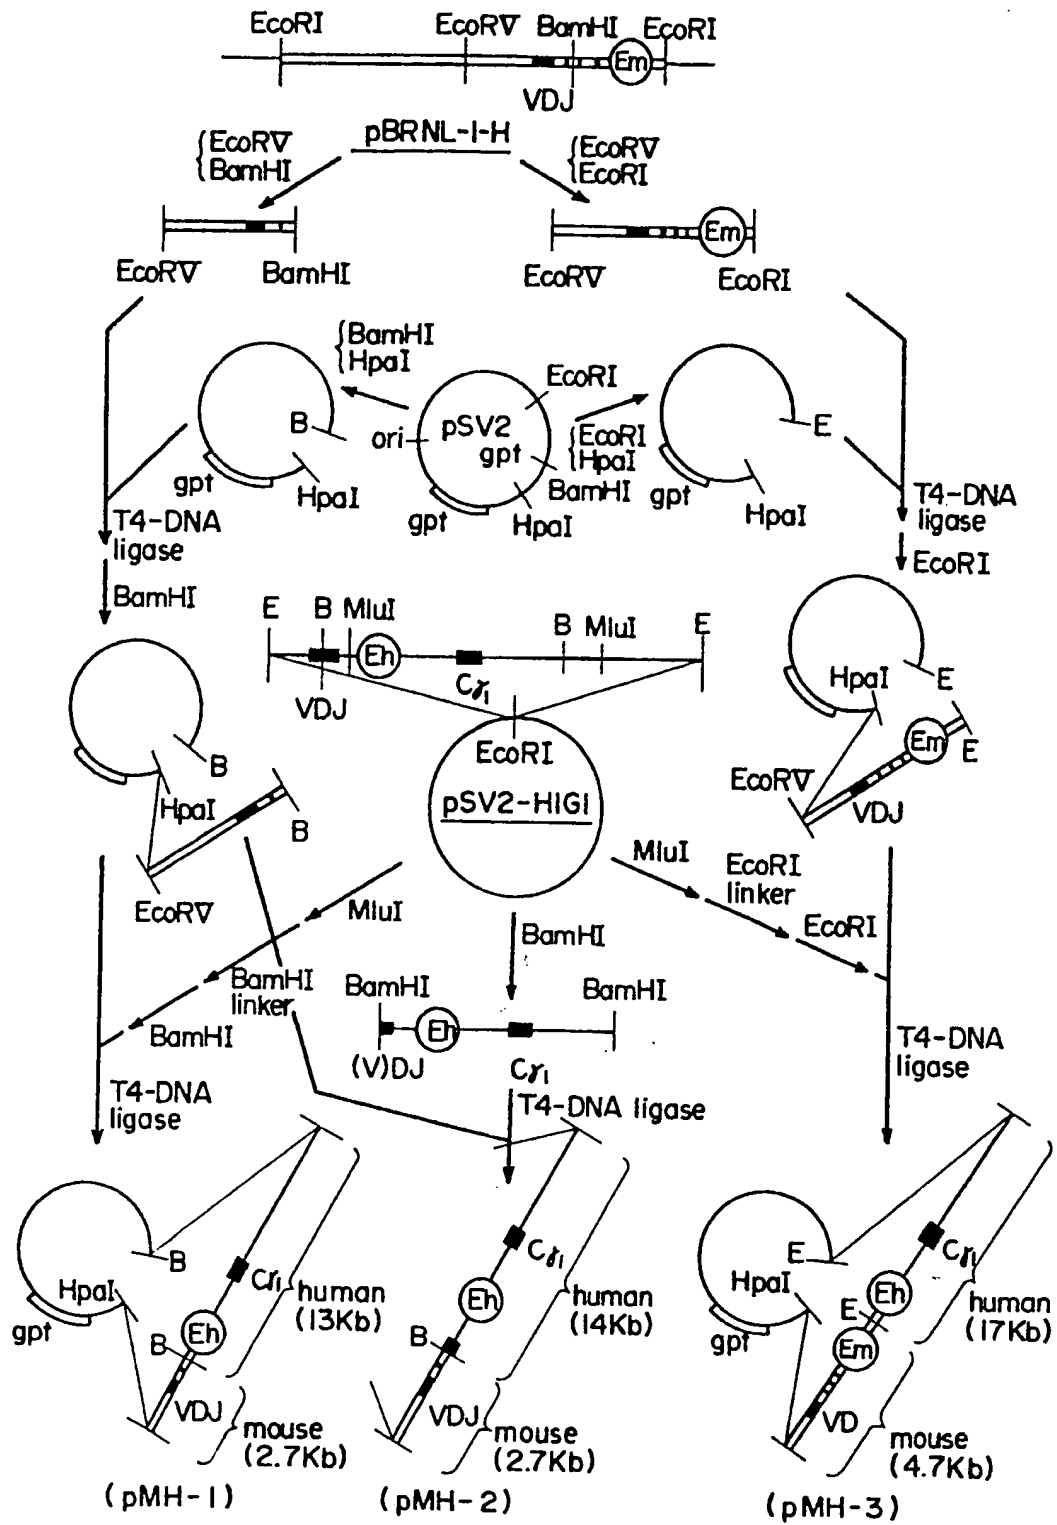 EcoRI EcoRV BamHI EcoRI
Em
VDJ
pBRNL-I-H
{EcoRV
BamHI
{EcoRV
EcoRI
Em
EcoRV BamHI
EcoRV EcoRI
{BamHI
HpaI
B
gpt
HpaI
EcoRI
ori
pSV2
gpt
BamHI
HpaI
gpt
{EcoRI
HpaI
E
gpt
HpaI
T4-DNA
ligase
BamHI
T4-DNA
ligase
EcoRI
E B MluI B MluI E
Eh
VDJ
Cγ1
EcoRI
pSV2-HIGI
B
HpaI
B
EcoRV
HpaI
E
Em
E
EcoRV
VDJ
MluI
BamHI
linker
BamHI
T4-DNA
ligase
BamHI
BamHI BamHI
Eh
(V)DJ
Cγ1
T4-DNA ligase
MluI
EcoRI
linker
EcoRI
T4-DNA
ligase
B
HpaI
gpt
Cγ1
Eh
B
VDJ
human
(13Kb)
mouse
(2.7Kb)
(pMH-1)
Cγ1
Eh
B
VDJ
human
(14Kb)
mouse
(2.7Kb)
(pMH-2)
E
HpaI
gpt
Cγ1
Eh
E
Em
VD
human
(17Kb)
mouse
(4.7Kb)
(pMH-3)